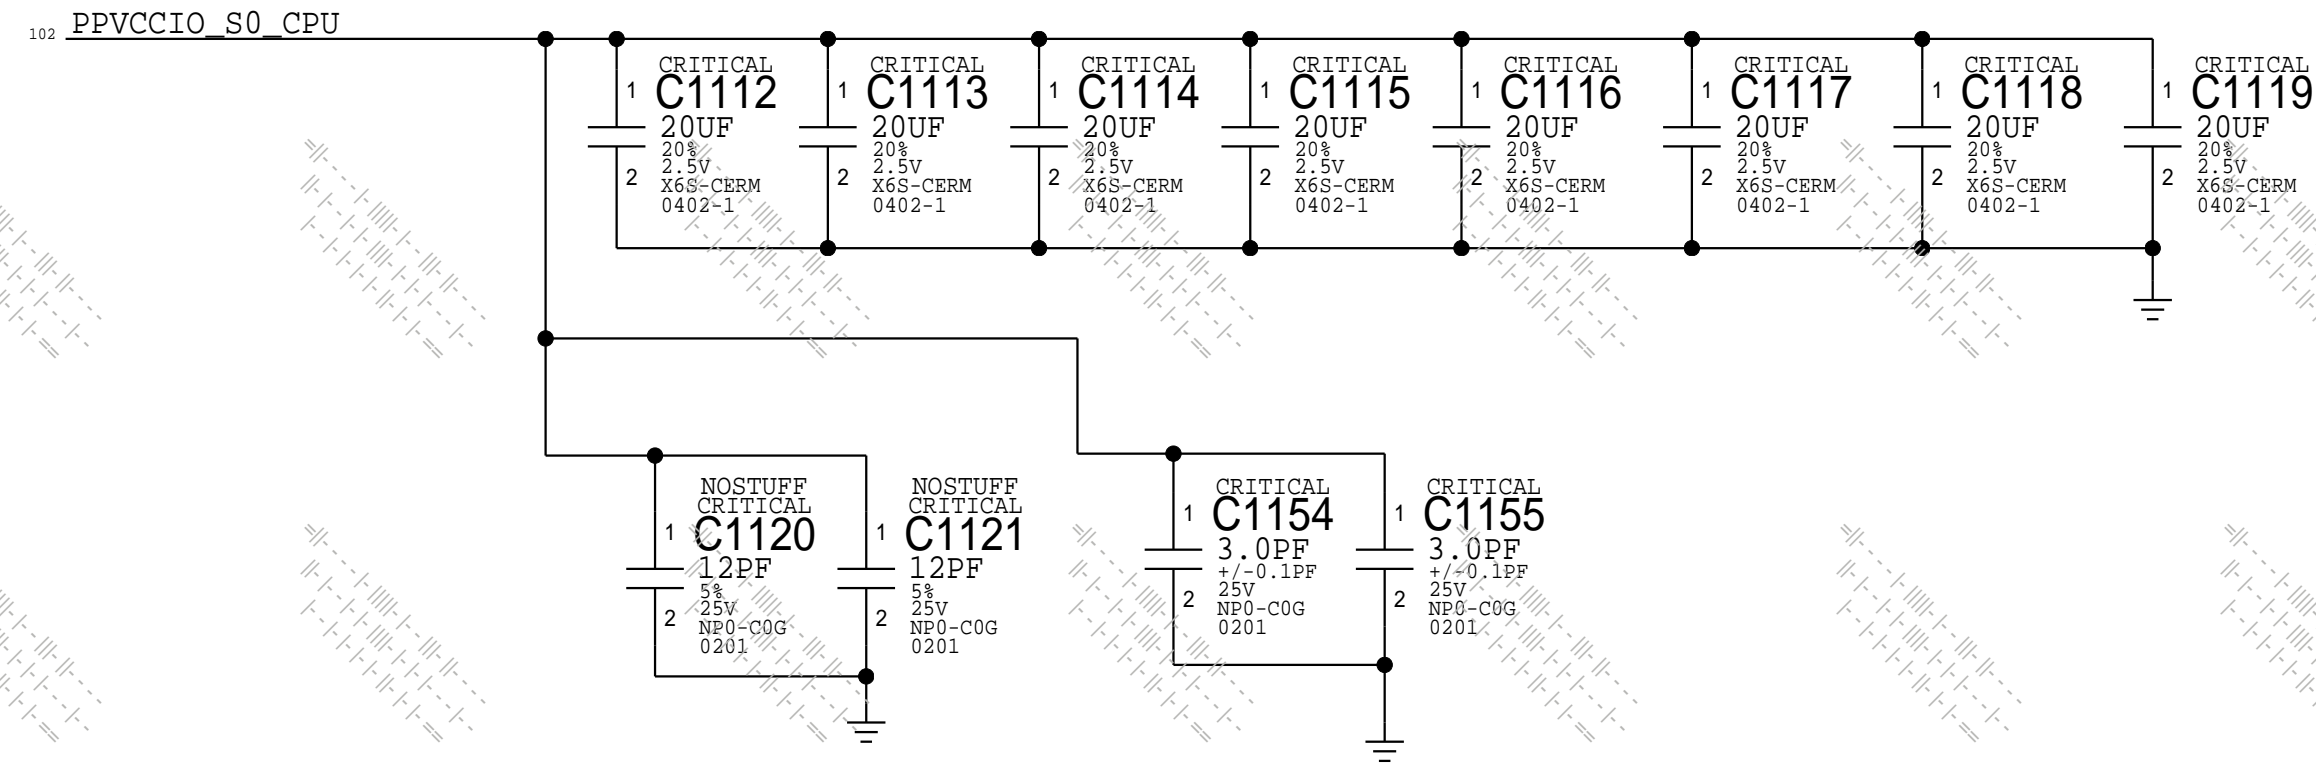 102 PPVCCIO_S0_CPU
CRITICAL CRITICAL CRITICAL CRITICAL CRITICAL CRITICAL CRITICAL CRITICAL
1 C1112 1 C1113 1 C1114 1 C1115 1 C1116 1 C1117 1 C1118 1 C1119
20UF 20UF 20UF 20UF 20UF 20UF 20UF 20UF
20% 20% 20% 20% 20% 20% 20% 20%
2.5V 2.5V 2.5V 2.5V 2.5V 2.5V 2.5V 2.5V
2 X6S-CERM 2 X6S-CERM 2 X6S-CERM 2 X6S-CERM 2 X6S-CERM 2 X6S-CERM 2 X6S-CERM 2 X6S-CERM
0402-1 0402-1 0402-1 0402-1 0402-1 0402-1 0402-1 0402-1
NOSTUFF NOSTUFF
CRITICAL CRITICAL CRITICAL CRITICAL
1 C1120 1 C1121 1 C1154 1 C1155
12PF 12PF 3.0PF 3.0PF
5% 5% +/-0.1PF +/-0.1PF
25V 25V 25V 25V
2 NP0-C0G 2 NP0-C0G 2 NP0-C0G 2 NP0-C0G
0201 0201 0201 0201